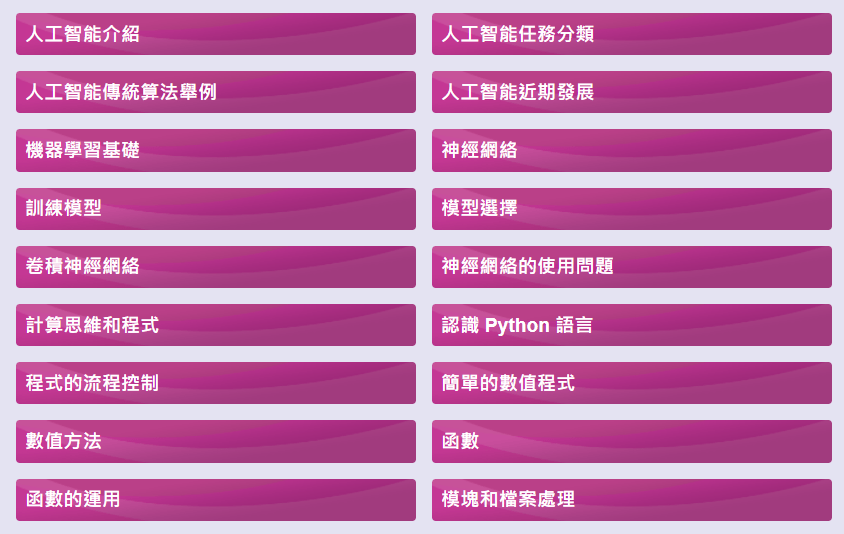 人工智能介紹
人工智能任務分類
人工智能傳統算法舉例
人工智能近期發展
機器學習基礎
神經網絡
訓練模型
模型選擇
卷積神經網絡
神經網絡的使用問題
計算思維和程式
認識 Python 語言
程式的流程控制
簡單的數值程式
數值方法
函數
函數的運用
模塊和檔案處理